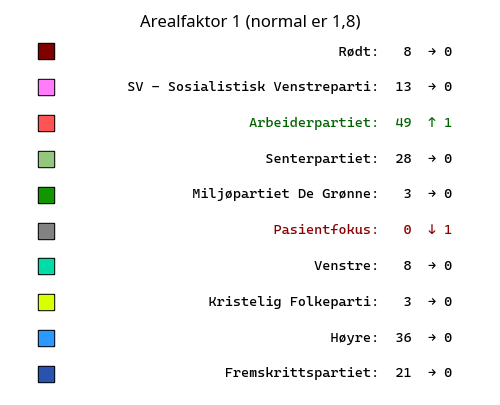 Arealfaktor 1 (normal er 1,8)
Rødt: 8 → 0
SV – Sosialistisk Venstreparti: 13 → 0
Arbeiderpartiet: 49 ↑ 1
Senterpartiet: 28 → 0
Miljøpartiet De Grønne: 3 → 0
Pasientfokus: 0 ↓ 1
Venstre: 8 → 0
Kristelig Folkeparti: 3 → 0
Høyre: 36 → 0
Fremskrittspartiet: 21 → 0